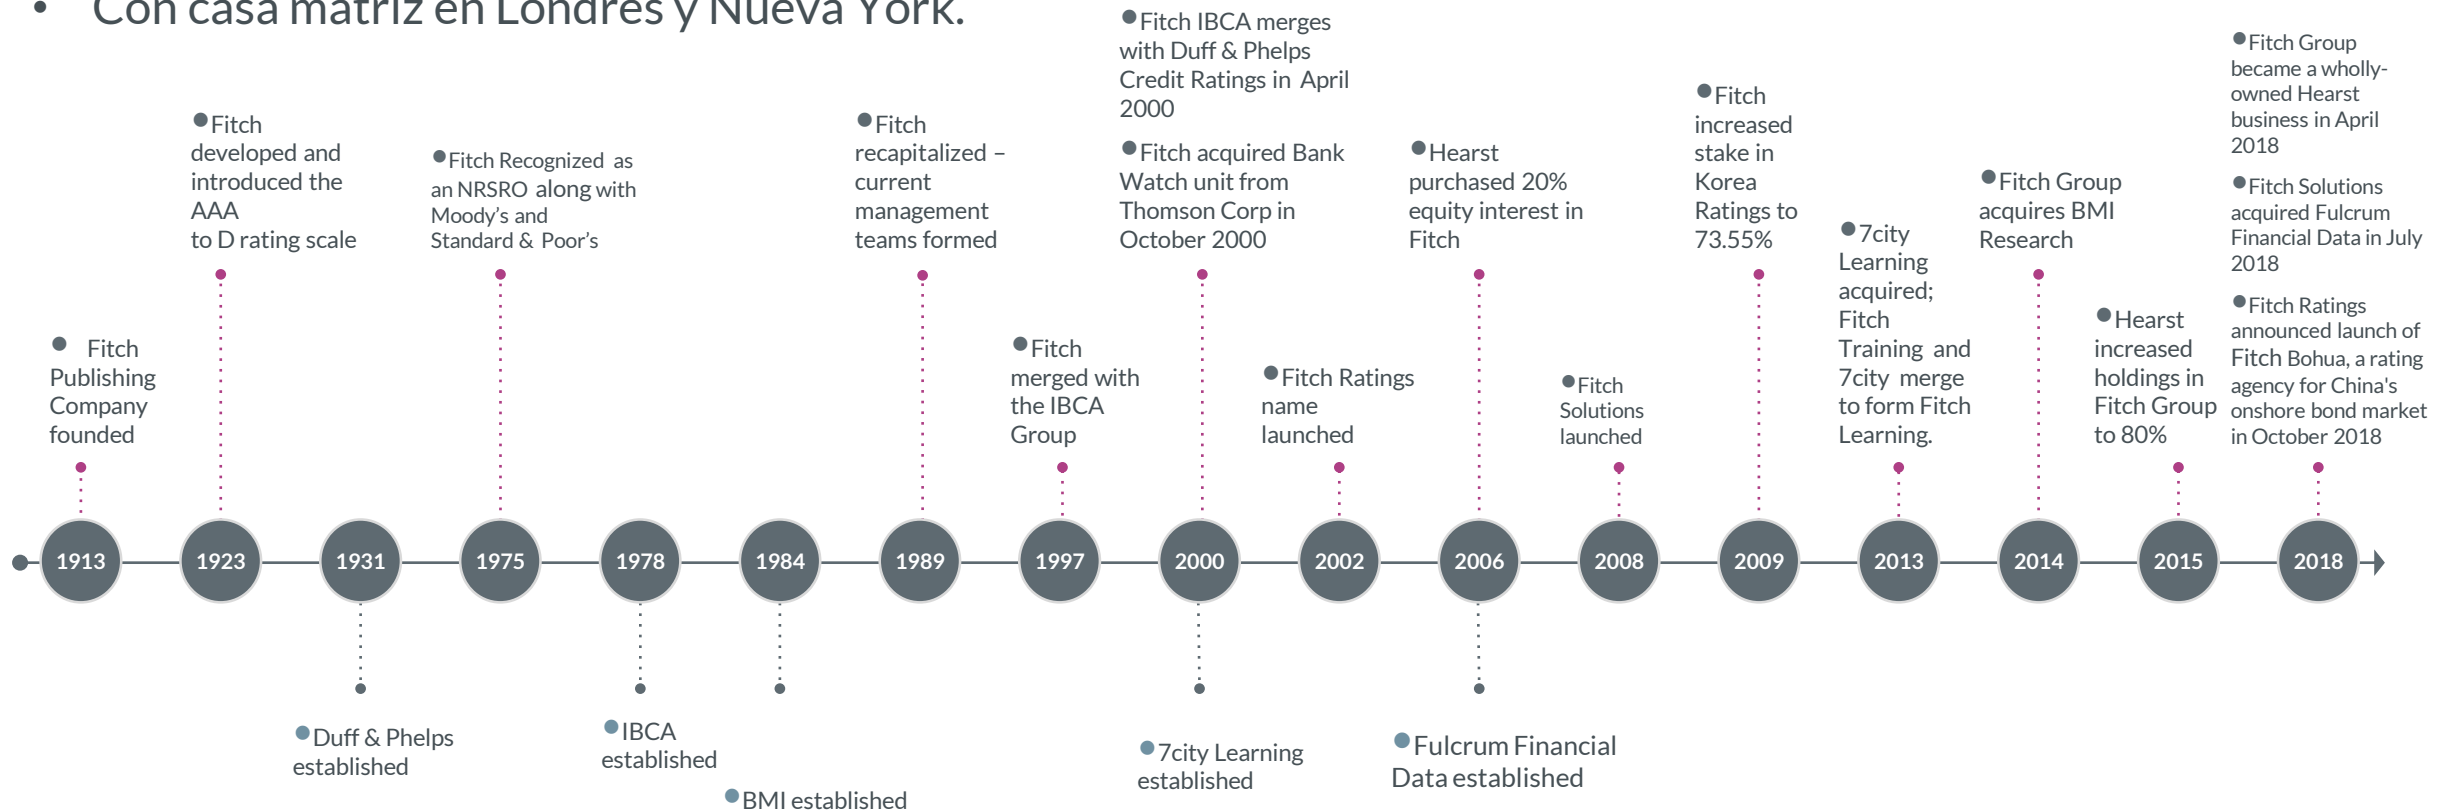 • Con casa matriz en Londres y Nueva York.
●Fitch IBCA merges
with Duff & Phelps
Credit Ratings in April
2000
●Fitch Group
became a wholly-
owned Hearst
business in April
2018
●Fitch
developed and
introduced the
AAA
to D rating scale
●Fitch Recognized as
an NRSRO along with
Moody’s and
Standard & Poor’s
●Fitch
recapitalized –
current
management
teams formed
●Fitch acquired Bank
Watch unit from
Thomson Corp in
October 2000
●Hearst
purchased 20%
equity interest in
Fitch
●Fitch
increased
stake in
Korea
Ratings to
73.55%
●7city
Learning
acquired;
Fitch
Training and
7city merge
to form Fitch
Learning.
●Fitch Group
acquires BMI
Research
●Fitch Solutions
acquired Fulcrum
Financial Data in July
2018
● Fitch
Publishing
Company
founded
●Fitch
merged with
the IBCA
Group
●Fitch Ratings
name
launched
●Fitch
Solutions
launched
●Hearst
increased
holdings in
Fitch Group
to 80%
●Fitch Ratings
announced launch of
Fitch Bohua, a rating
agency for China's
onshore bond market
in October 2018
1913 1923 1931 1975 1978 1984 1989 1997 2000 2002 2006 2008 2009 2013 2014 2015 2018
●Duff & Phelps
established
●IBCA
established
●BMI established
●7city Learning
established
●Fulcrum Financial
Data established